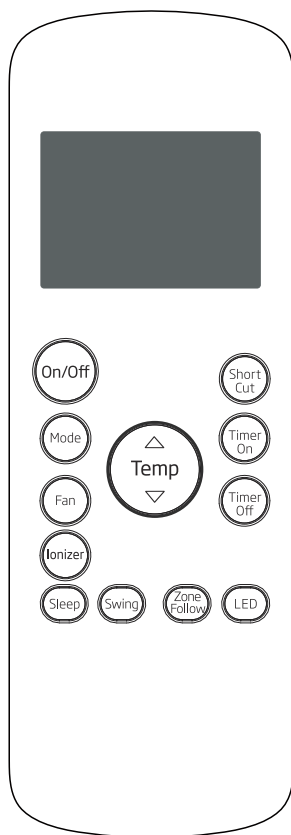 On/Off
Short
Cut
Mode
Temp
Timer
On
Fan
Timer
Off
Ionizer
Sleep
Swing
Zone
Follow
LED